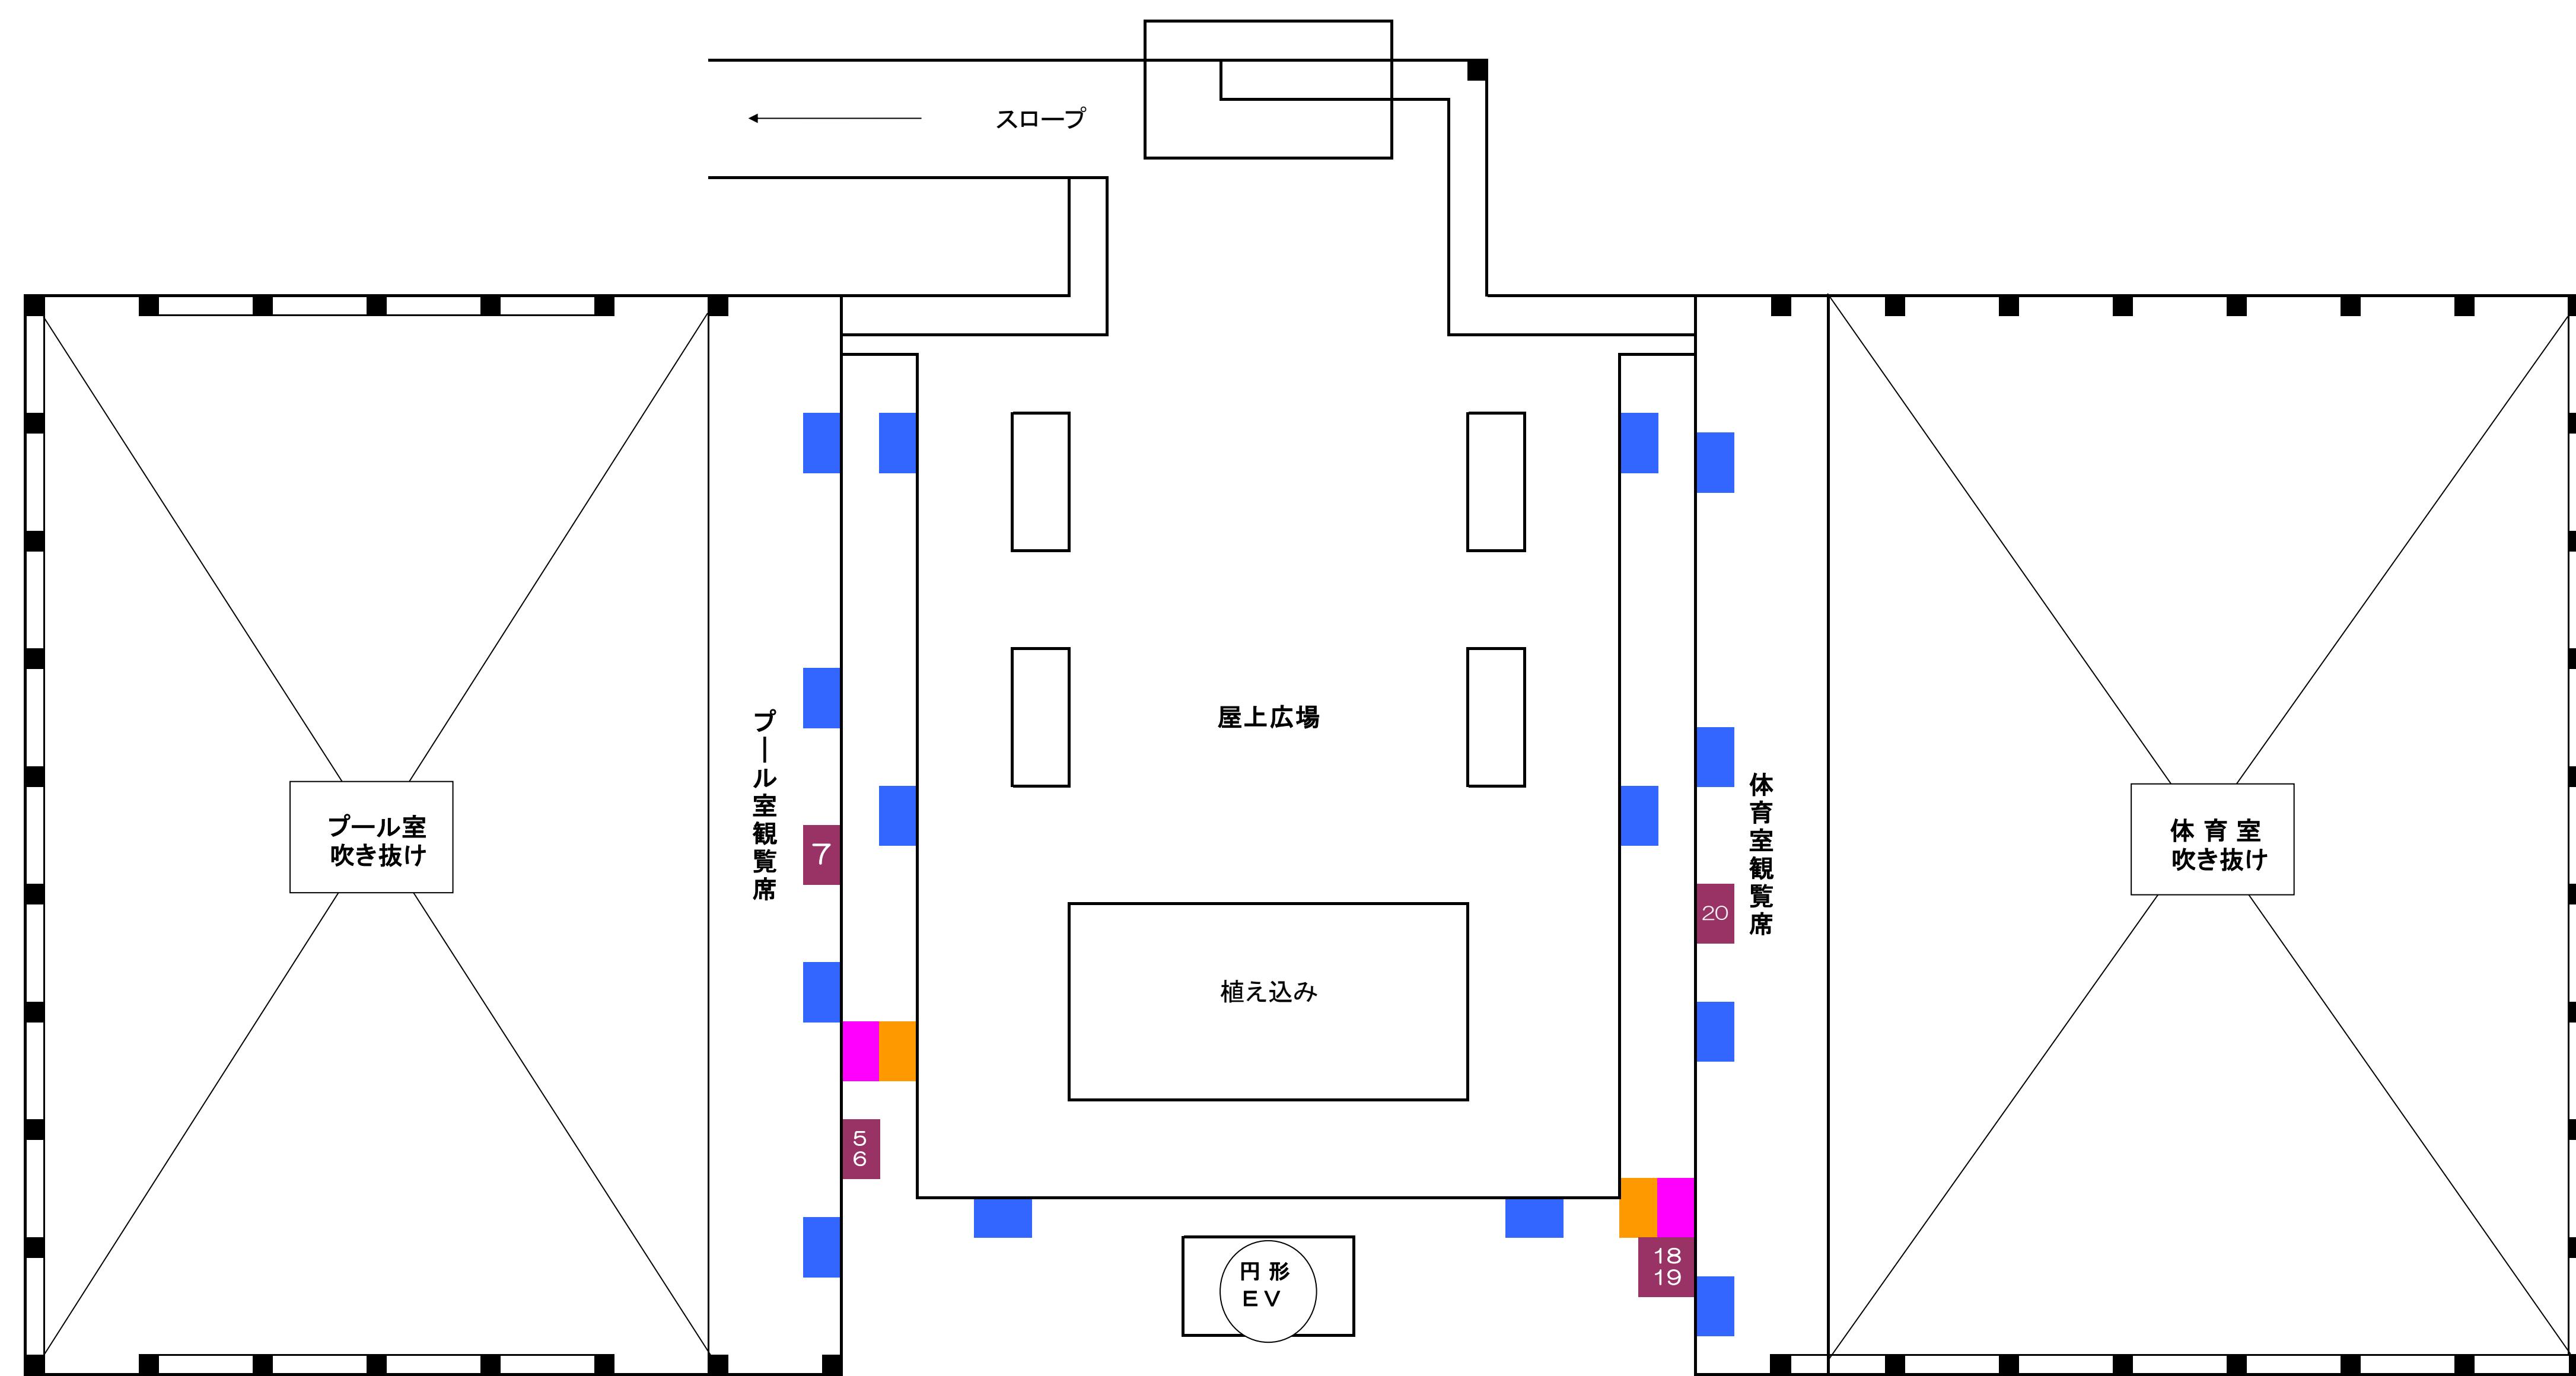 スロープ
屋上広場
プール室観覧席
体育室観覧席
プール室
吹き抜け
体 育 室
吹き抜け
7
20
植え込み
5
6
18
19
円 形
ＥＶ